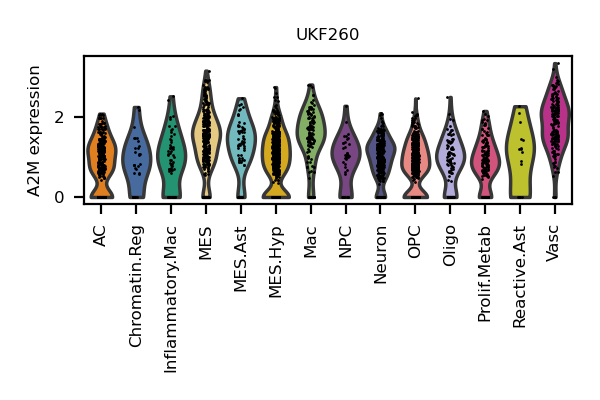 UKF260
A2M expression
2
0
AC
Chromatin.Reg
Inflammatory.Mac
MES
MES.Ast
MES.Hyp
Mac
NPC
Neuron
OPC
Oligo
Prolif.Metab
Reactive.Ast
Vasc